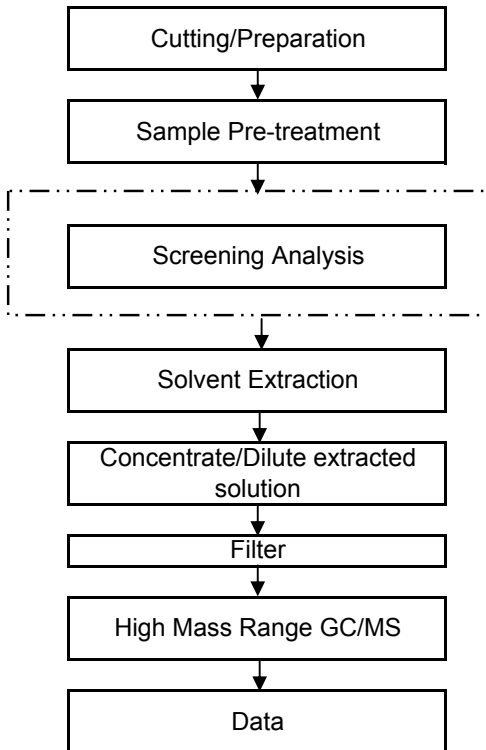 Cutting/Preparation
Sample Pre-treatment
Screening Analysis
Solvent Extraction
Concentrate/Dilute extracted
solution
Filter
High Mass Range GC/MS
Data